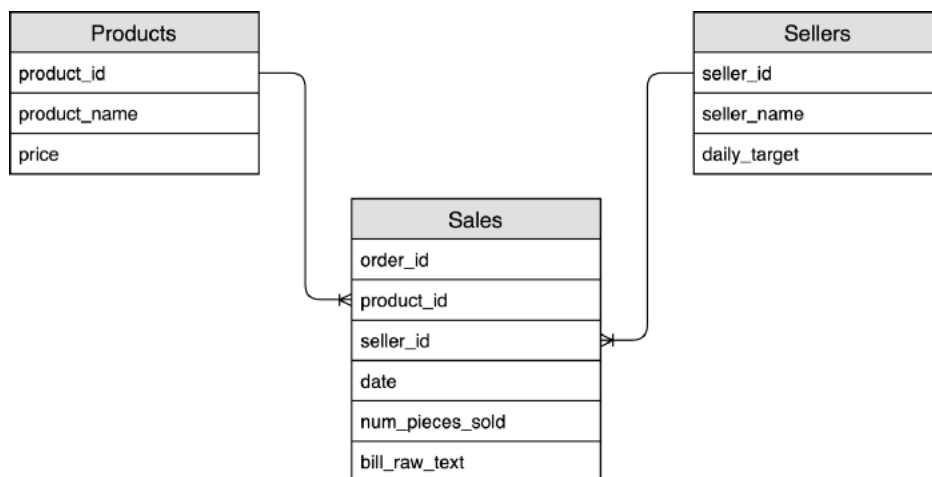 Products
product_id
product_name
price
Sellers
seller_id
seller_name
daily_target
Sales
order_id
product_id
seller_id
date
num_pieces_sold
bill_raw_text